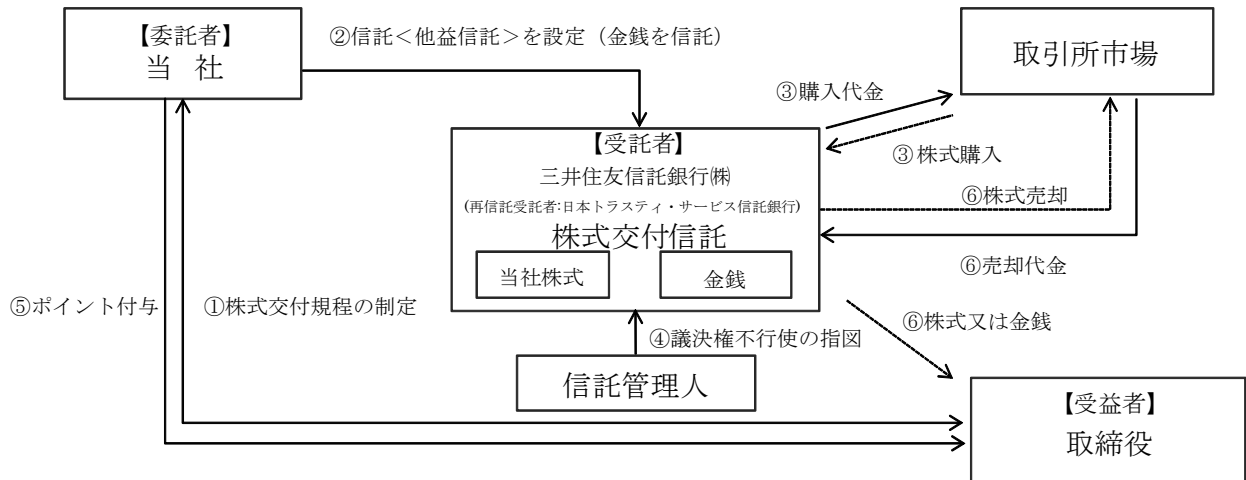 【委託者】
当 社
②信託<他益信託>を設定（金銭を信託）
取引所市場
③購入代金
③株式購入
【受託者】
三井住友信託銀行㈱
(再信託受託者:日本トラスティ・サービス信託銀行)
株式交付信託
当社株式
金銭
⑥株式売却
⑥売却代金
⑤ポイント付与
①株式交付規程の制定
④議決権不行使の指図
⑥株式又は金銭
信託管理人
【受益者】
取締役